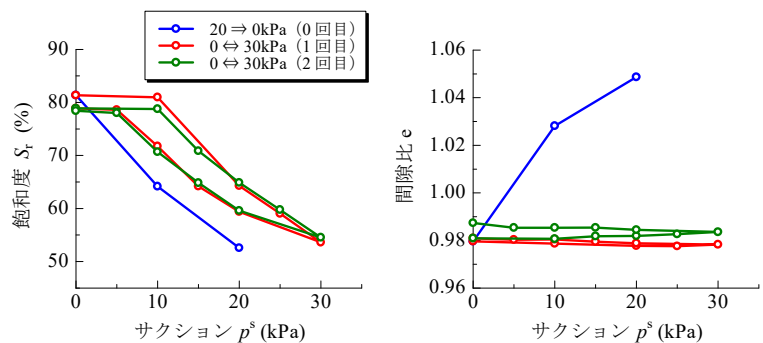 20 ⇒ 0kPa（0 回目）
0 ⇔ 30kPa（1 回目）
0 ⇔ 30kPa（2 回目）
90
80
70
60
50
飽和度 Sr (%)
0 10 20 30
サクション pˢ (kPa)
1.08
1.04
1.00
0.98
0.96
間隙比 e
0 10 20 30
サクション pˢ (kPa)